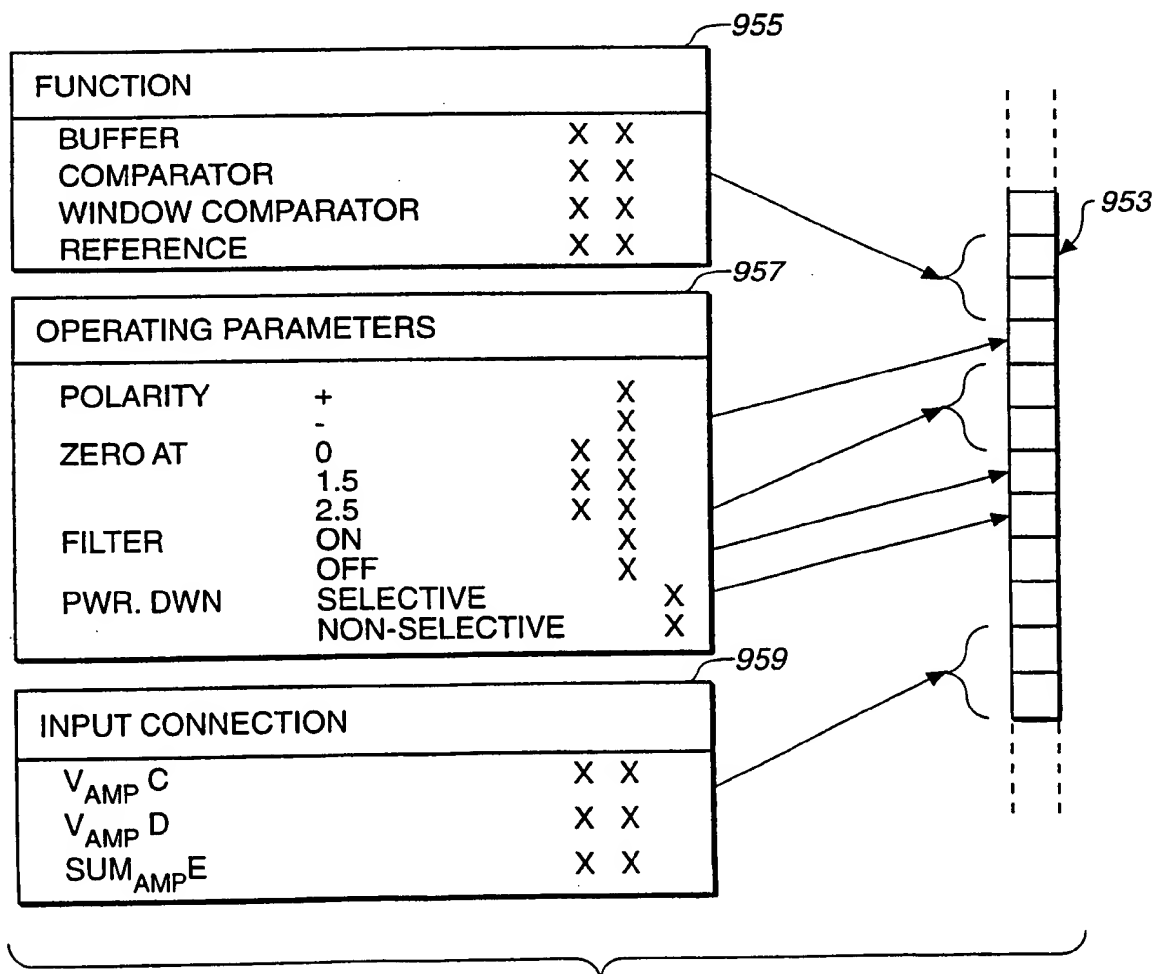 955
FUNCTION
BUFFER X X
COMPARATOR X X
WINDOW COMPARATOR X X
REFERENCE X X
953
957
OPERATING PARAMETERS
POLARITY + X
- X
ZERO AT 0 X X
1.5 X X
2.5 X X
FILTER ON X
OFF X
PWR. DWN SELECTIVE X
NON-SELECTIVE X
959
INPUT CONNECTION
VAMP C X X
VAMP D X X
SUMAMPE X X